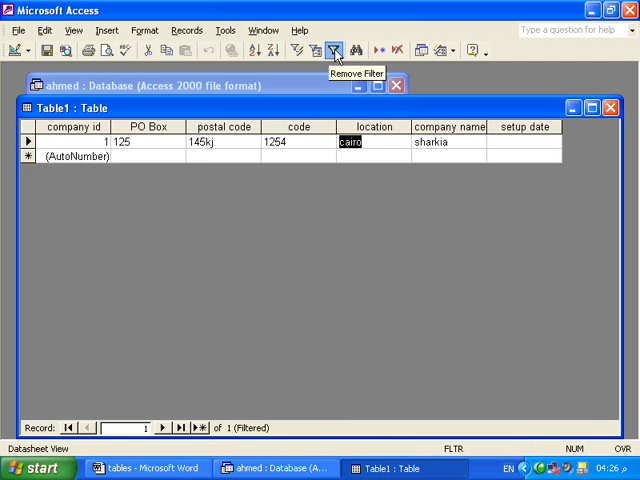 Microsoft Access
File Edit View Insert Format Records Tools Window Help
Type a question for help
Remove Filter
ahmed : Database (Access 2000 file format)
Table1 : Table
company id PO Box postal code code location company name setup date
1 125 145kj 1254 cairo sharkia
(AutoNumber)
Record: 1 of 1 (Filtered)
Datasheet View FLTR NUM OVR
start tables - Microsoft Word ahmed : Database (A... Table1 : Table EN 04:26 م